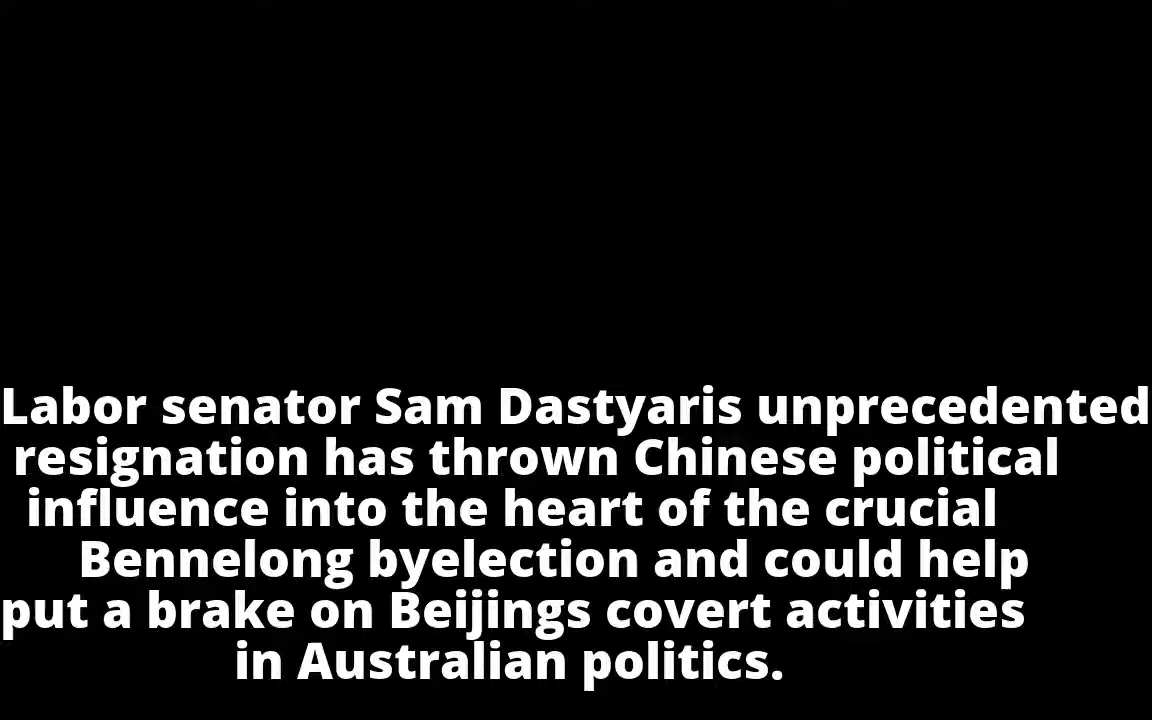 Labor senator Sam Dastyaris unprecedented
resignation has thrown Chinese political
influence into the heart of the crucial
Bennelong byelection and could help
put a brake on Beijings covert activities
in Australian politics.